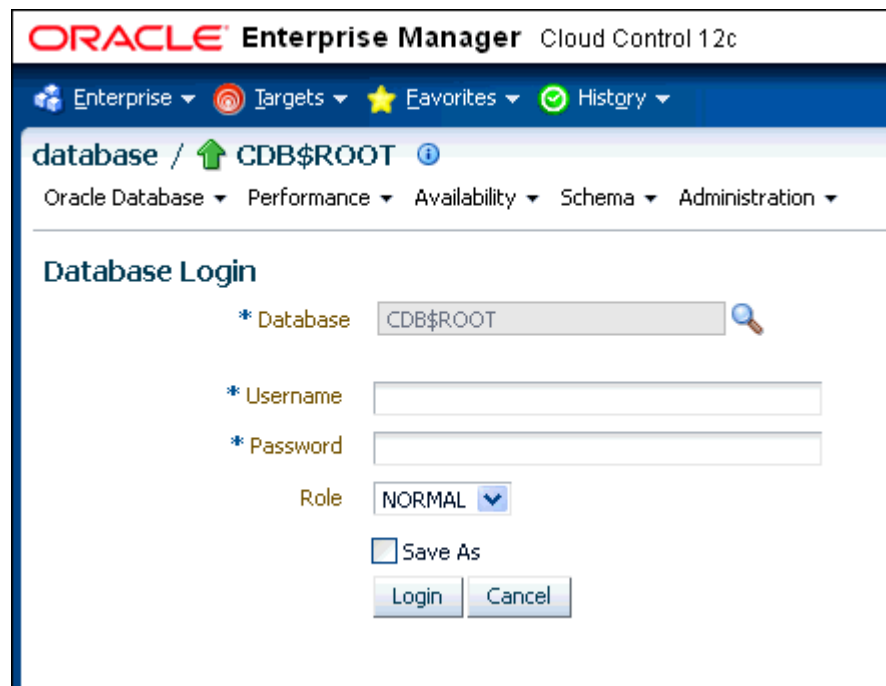 ORACLE Enterprise Manager Cloud Control 12c
Enterprise Targets Favorites History
database / CDB$ROOT
Oracle Database Performance Availability Schema Administration
Database Login
* Database CDB$ROOT
* Username
* Password
Role NORMAL
Save As
Login Cancel